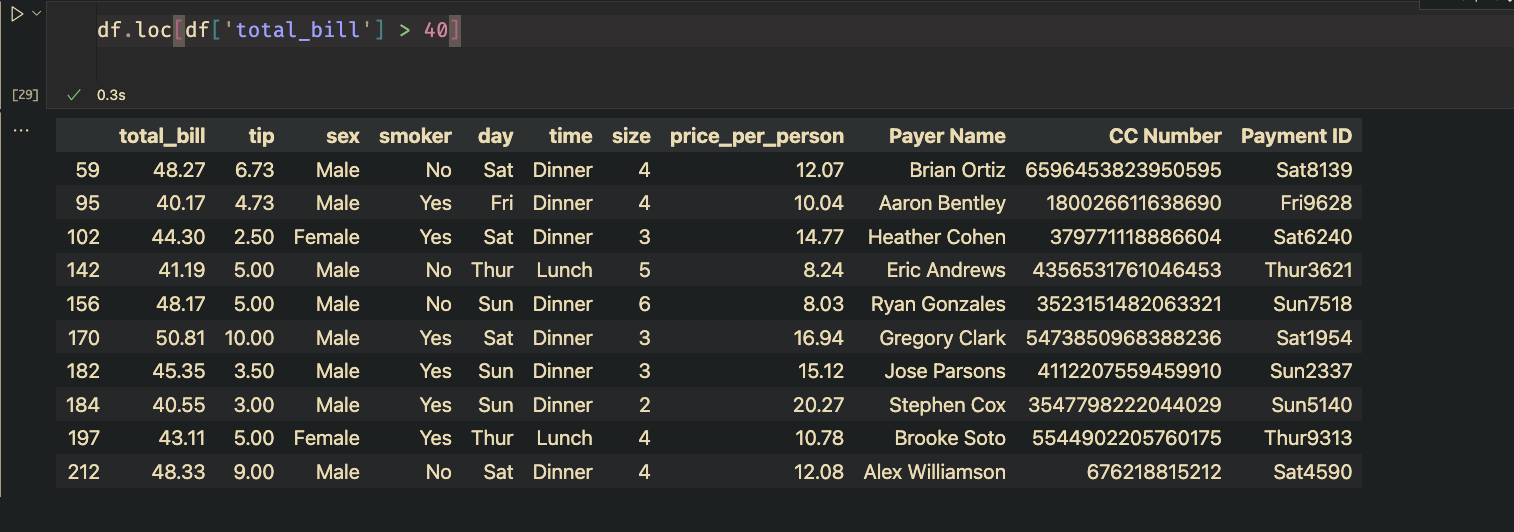 df.loc[df['total_bill'] > 40]
[29] 0.3s
...
total_bill tip sex smoker day time size price_per_person Payer Name CC Number Payment ID
59 48.27 6.73 Male No Sat Dinner 4 12.07 Brian Ortiz 6596453823950595 Sat8139
95 40.17 4.73 Male Yes Fri Dinner 4 10.04 Aaron Bentley 180026611638690 Fri9628
102 44.30 2.50 Female Yes Sat Dinner 3 14.77 Heather Cohen 379771118886604 Sat6240
142 41.19 5.00 Male No Thur Lunch 5 8.24 Eric Andrews 4356531761046453 Thur3621
156 48.17 5.00 Male No Sun Dinner 6 8.03 Ryan Gonzales 3523151482063321 Sun7518
170 50.81 10.00 Male Yes Sat Dinner 3 16.94 Gregory Clark 5473850968388236 Sat1954
182 45.35 3.50 Male Yes Sun Dinner 3 15.12 Jose Parsons 4112207559459910 Sun2337
184 40.55 3.00 Male Yes Sun Dinner 2 20.27 Stephen Cox 3547798222044029 Sun5140
197 43.11 5.00 Female Yes Thur Lunch 4 10.78 Brooke Soto 5544902205760175 Thur9313
212 48.33 9.00 Male No Sat Dinner 4 12.08 Alex Williamson 676218815212 Sat4590